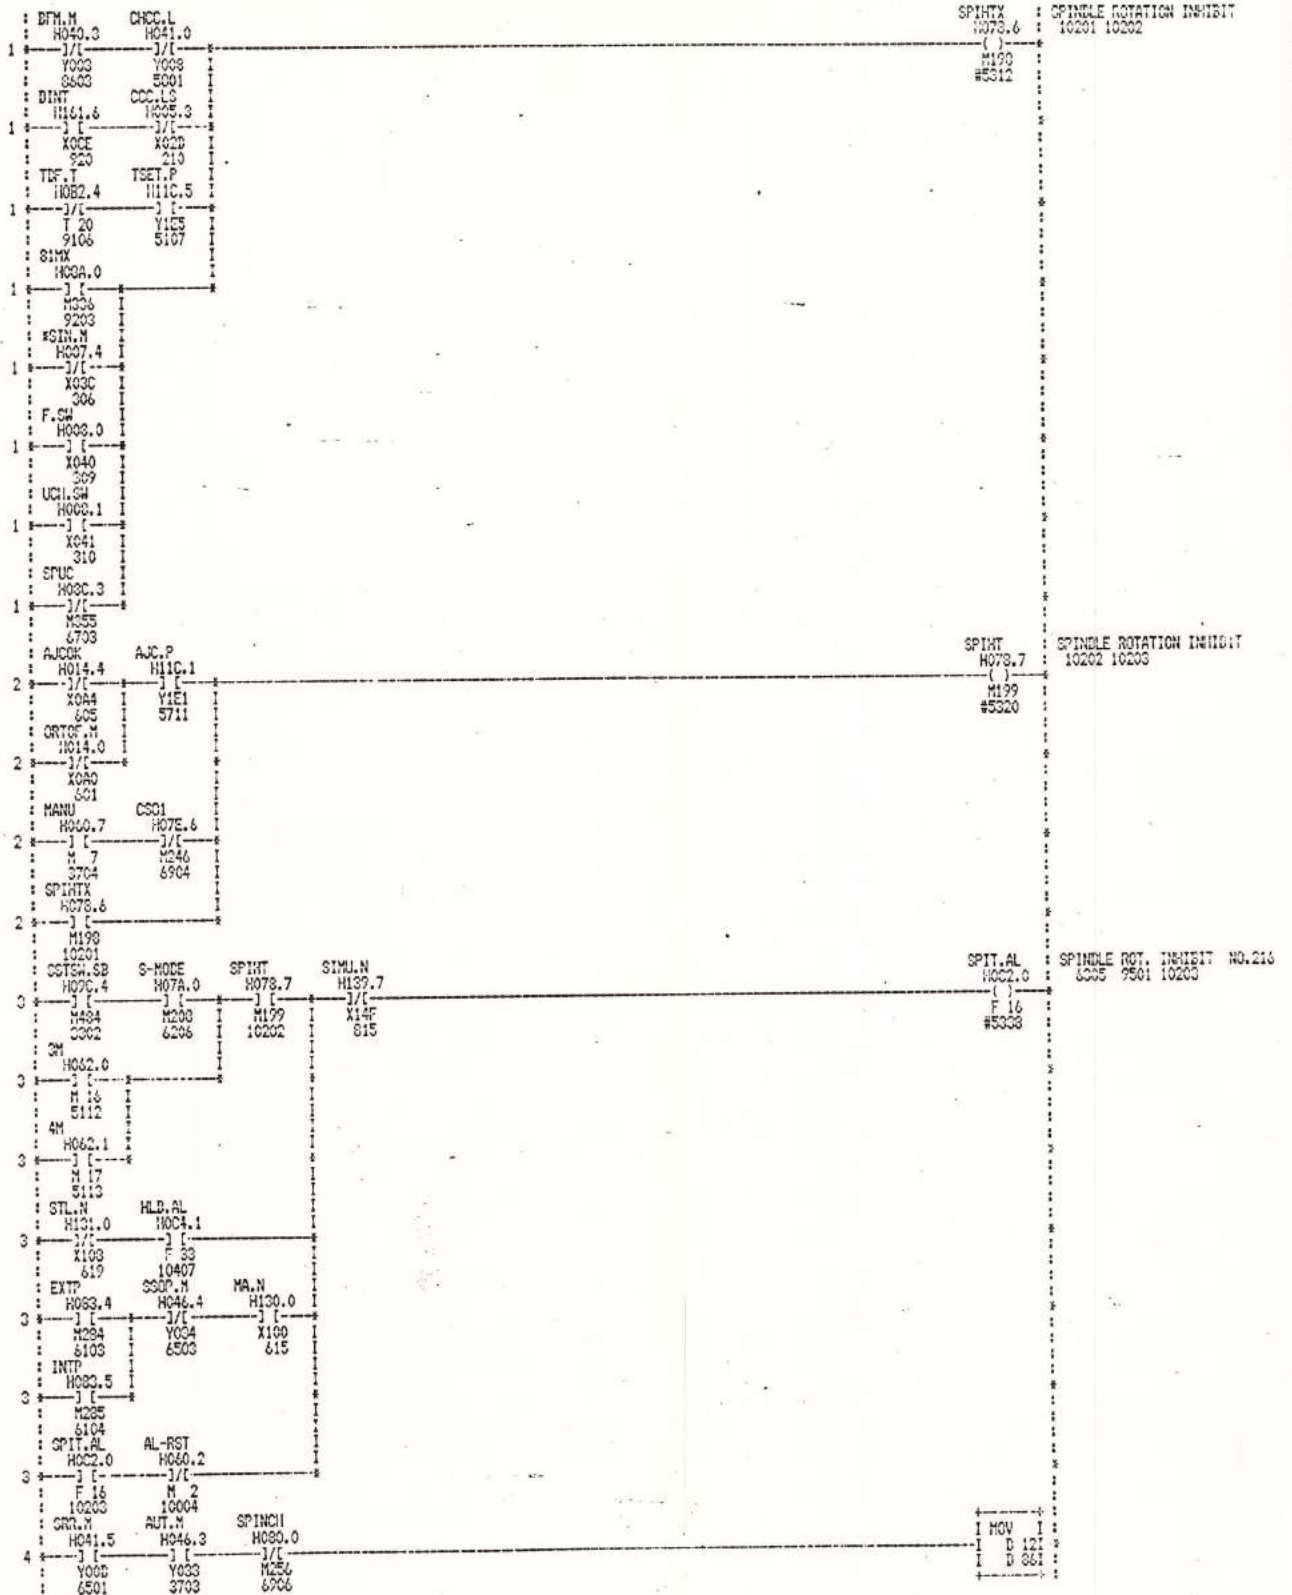 BFM.M CHCC.L SPIHTX SPINDLE ROTATION INHIBIT
H040.3 H041.0 H078.6 10201 10202
1 ]/[ ]/[ ( )
Y003 Y008 M198
8603 5001 #5312
DINT CCC.LS
H161.6 H005.3
1 ] [ ]/[
X0CE X02D
920 210
TDF.T TSET.P
H0B2.4 H11C.5
1 ]/[ ] [
T 20 Y1E5
9106 5107
81MX
H08A.0
1 ] [
M336
9203
*SIN.M
H007.4
1 ]/[
X03C
306
F.SW
H008.0
1 ] [
X040
309
UCH.SW
H008.1
1 ] [
X041
310
SPUC
H08C.3
1 ]/[
M355
6703
AJCOK AJC.P SPIHT SPINDLE ROTATION INHIBIT
H014.4 H11C.1 H078.7 10202 10203
2 ]/[ ] [ ( )
X0A4 Y1E1 M199
605 5711 #5320
ORTOF.M
H014.0
2 ]/[
X0A0
601
MANU CS01
H060.7 H07E.6
2 ] [ ]/[
M 7 M246
3704 6904
SPIHTX
H078.6
2 ] [
M198
10201
CSTSW.SB S-MODE SPIHT SIMU.N SPIT.AL SPINDLE ROT. INHIBIT NO.216
H09C.4 H07A.0 H078.7 H139.7 H0C2.0 6305 9501 10203
3 ] [ ] [ ] [ ]/[ ( )
M484 M208 M199 X14F F 16
3302 6206 10202 815 #5338
3M
H062.0
3 ] [
M 16
5112
4M
H062.1
3 ] [
M 17
5113
STL.N HLD.AL
H131.0 H0C4.1
3 ]/[ ] [
X108 F 33
619 10407
EXTP SSOP.M MA.N
H083.4 H046.4 H130.0
3 ] [ ]/[ ] [
M284 Y034 X100
6103 6503 615
INTP
H083.5
3 ] [
M285
6104
SPIT.AL AL-RST
H0C2.0 H060.2
3 ] [ ]/[
F 16 M 2
10203 10004
SRR.M AUT.M SPINCH
H041.5 H046.3 H080.0 MOV
4 ] [ ] [ ]/[ D 12
Y00D Y033 M256 D 86
6501 3703 6906